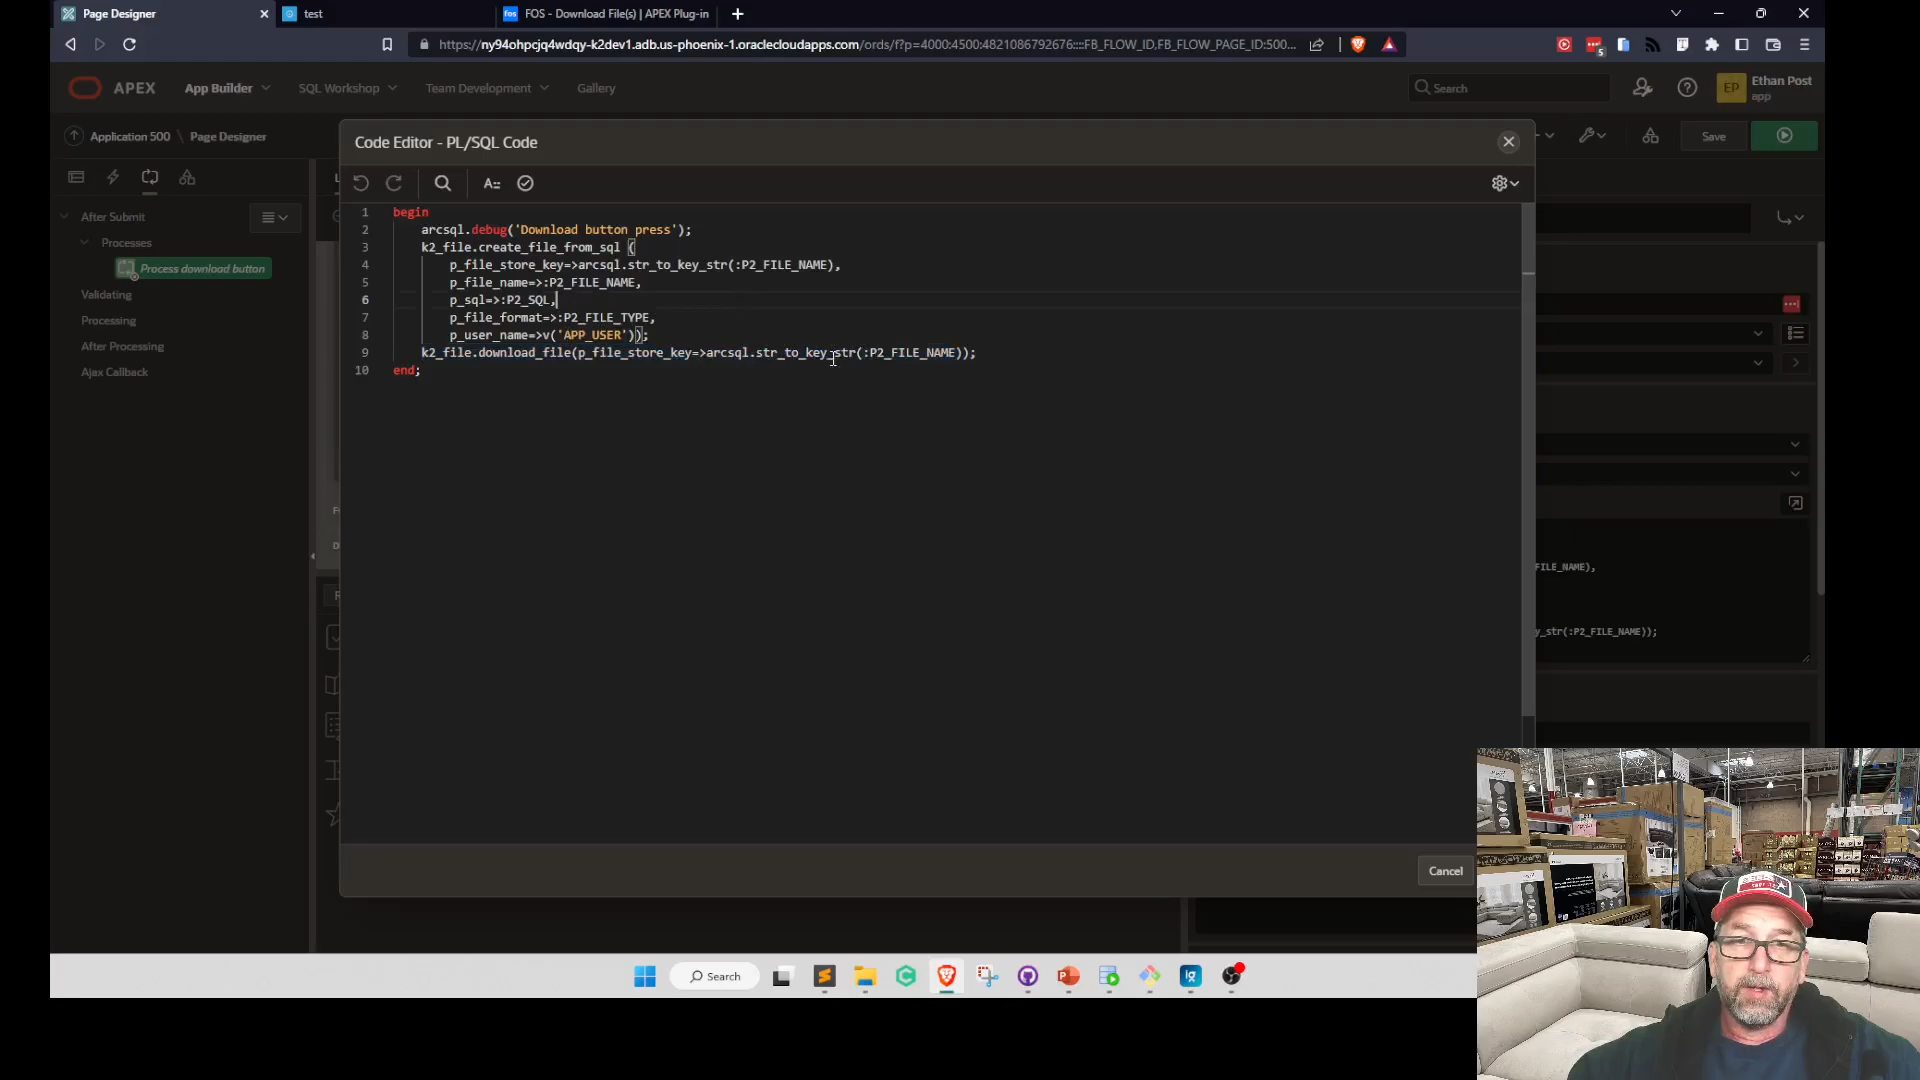 Page Designer
test
FOS - Download File(s) | APEX Plug-in
https://ny94ohpcjq4wdqy-k2dev1.adb.us-phoenix-1.oraclecloudapps.com/ords/f?p=4000:4500:4821086792676::::FB_FLOW_ID,FB_FLOW_PAGE_ID:500...
5
APEX
App Builder
SQL Workshop
Team Development
Gallery
Search
EP
Ethan Post
app
Application 500 \ Page Designer
Save
Code Editor - PL/SQL Code
After Submit
Processes
Process download button
Validating
Processing
After Processing
Ajax Callback
1 begin
2 arcsql.debug('Download button press');
3 k2_file.create_file_from_sql (
4 p_file_store_key=>arcsql.str_to_key_str(:P2_FILE_NAME),
5 p_file_name=>:P2_FILE_NAME,
6 p_sql=>:P2_SQL,
7 p_file_format=>:P2_FILE_TYPE,
8 p_user_name=>v('APP_USER'));
9 k2_file.download_file(p_file_store_key=>arcsql.str_to_key_str(:P2_FILE_NAME));
10 end;
FILE_NAME),
y_str(:P2_FILE_NAME));
Cancel
Search